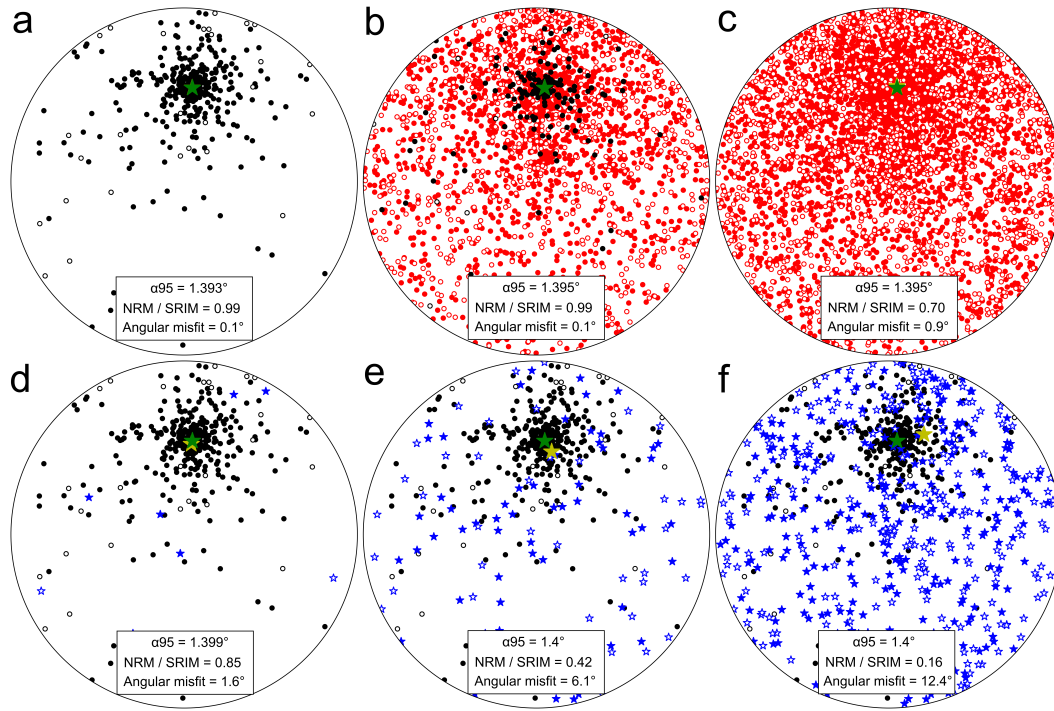 a
b
c
α95 = 1.393°
NRM / SRIM = 0.99
Angular misfit = 0.1°
α95 = 1.395°
NRM / SRIM = 0.99
Angular misfit = 0.1°
α95 = 1.395°
NRM / SRIM = 0.70
Angular misfit = 0.9°
d
e
f
α95 = 1.399°
NRM / SRIM = 0.85
Angular misfit = 1.6°
α95 = 1.4°
NRM / SRIM = 0.42
Angular misfit = 6.1°
α95 = 1.4°
NRM / SRIM = 0.16
Angular misfit = 12.4°